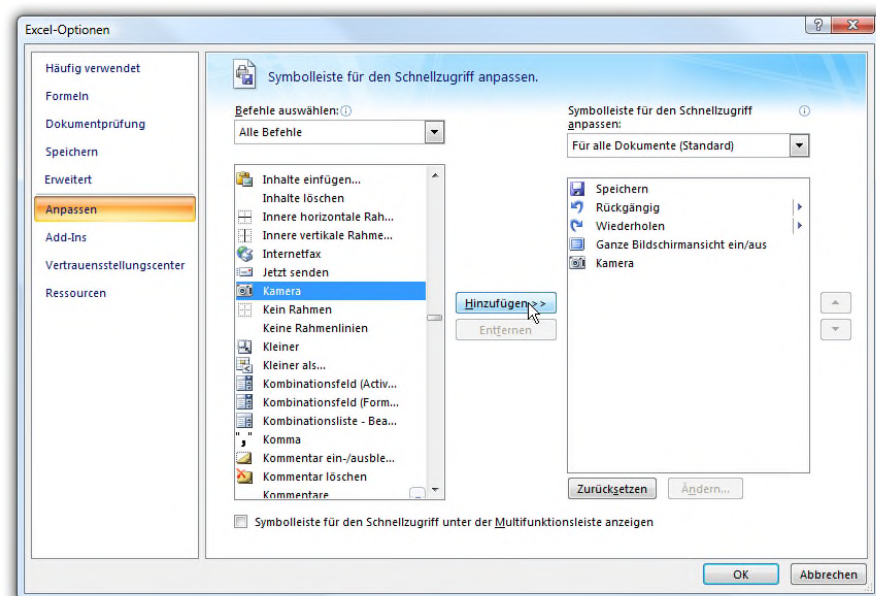 Excel-Optionen
Häufig verwendet
Formeln
Dokumentprüfung
Speichern
Erweitert
Anpassen
Add-Ins
Vertrauensstellungscenter
Ressourcen
Symbolleiste für den Schnellzugriff anpassen.
Befehle auswählen:
Alle Befehle
Inhalte einfügen...
Inhalte löschen
Innere horizontale Rah...
Innere vertikale Rahme...
Internetfax
Jetzt senden
Kamera
Kein Rahmen
Keine Rahmenlinien
Kleiner
Kleiner als...
Kombinationsfeld (Activ...
Kombinationsfeld (Form...
Kombinationsliste - Bea...
Komma
Kommentar ein-/ausble...
Kommentar löschen
Kommentare
Hinzufügen >>
Entfernen
Symbolleiste für den Schnellzugriff
anpassen:
Für alle Dokumente (Standard)
Speichern
Rückgängig
Wiederholen
Ganze Bildschirmansicht ein/aus
Kamera
Zurücksetzen
Ändern...
Symbolleiste für den Schnellzugriff unter der Multifunktionsleiste anzeigen
OK
Abbrechen